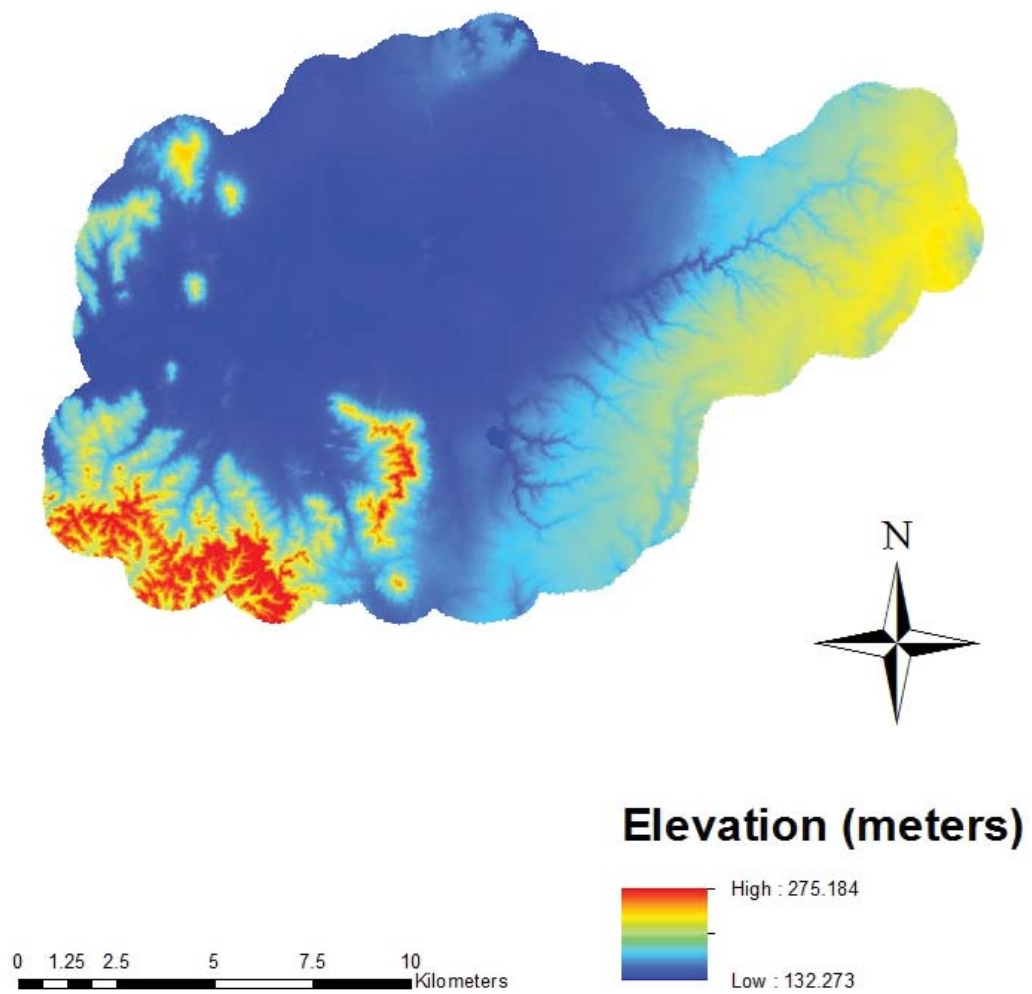 N
Elevation (meters)
High : 275.184
Low : 132.273
0 1.25 2.5 5 7.5 10
Kilometers